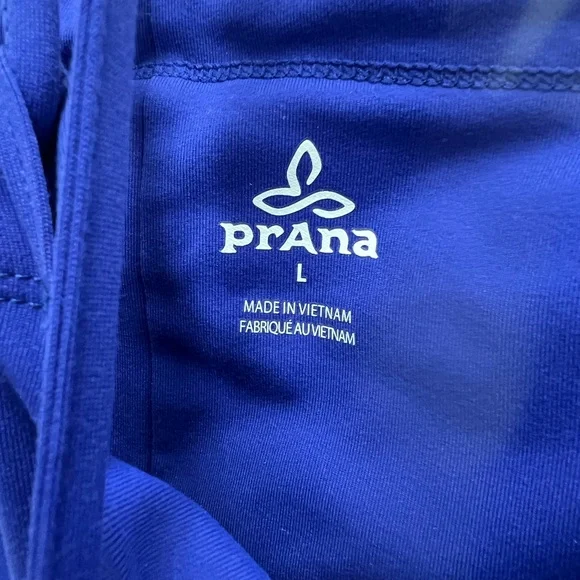 prAna
L
MADE IN VIETNAM
FABRIQUÉ AU VIETNAM